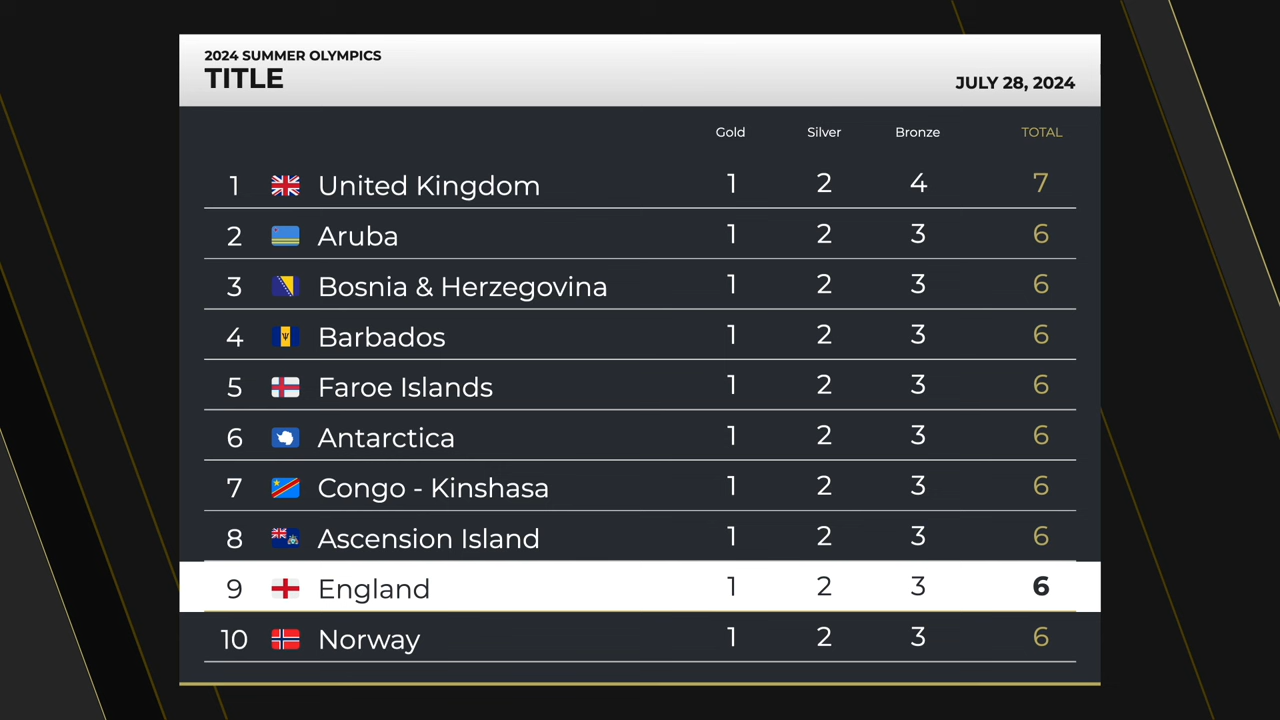 2024 SUMMER OLYMPICS
TITLE
JULY 28, 2024
Gold Silver Bronze TOTAL
1 United Kingdom 1 2 4 7
2 Aruba 1 2 3 6
3 Bosnia & Herzegovina 1 2 3 6
4 Barbados 1 2 3 6
5 Faroe Islands 1 2 3 6
6 Antarctica 1 2 3 6
7 Congo - Kinshasa 1 2 3 6
8 Ascension Island 1 2 3 6
9 England 1 2 3 6
10 Norway 1 2 3 6